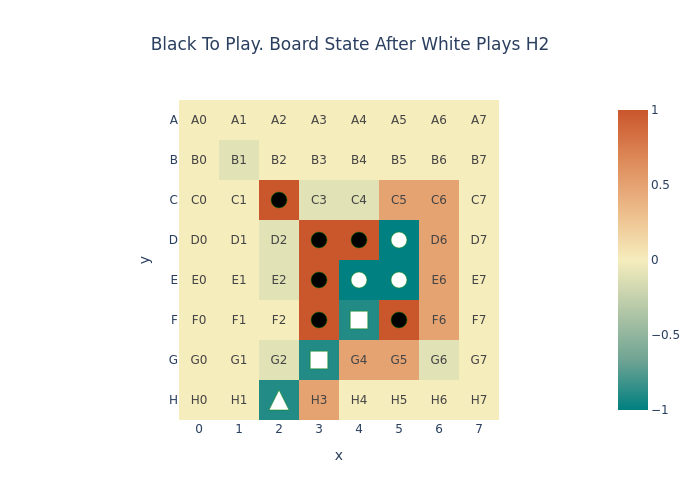 Black To Play. Board State After White Plays H2
A A0 A1 A2 A3 A4 A5 A6 A7
B B0 B1 B2 B3 B4 B5 B6 B7
C C0 C1 C3 C4 C5 C6 C7
D D0 D1 D2 D6 D7
E E0 E1 E2 E6 E7
F F0 F1 F2 F6 F7
G G0 G1 G2 G4 G5 G6 G7
H H0 H1 H3 H4 H5 H6 H7
0 1 2 3 4 5 6 7
x
y
1
0.5
0
−0.5
−1